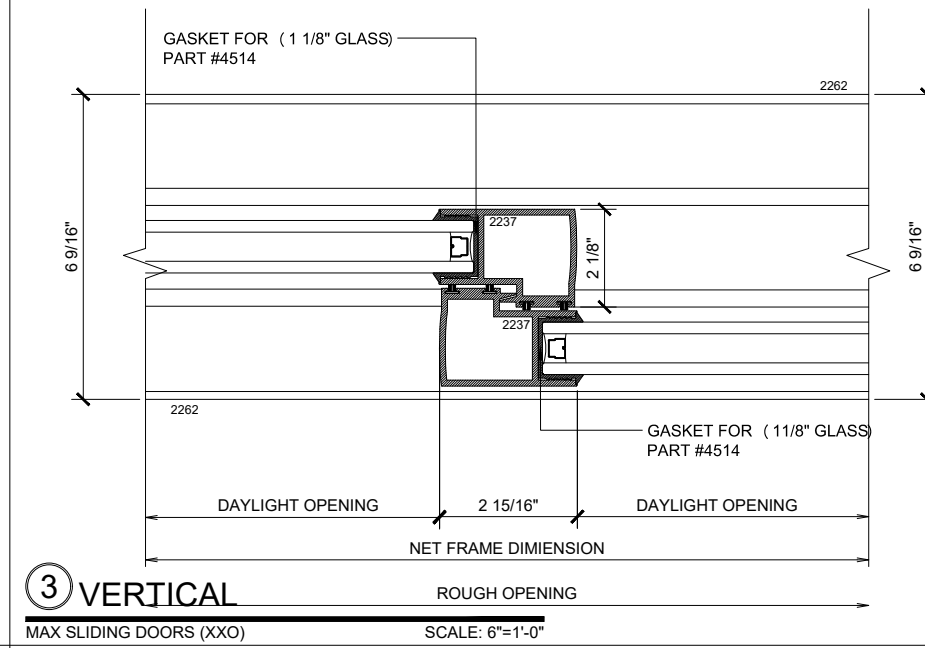 GASKET FOR ( 1 1/8" GLASS)
PART #4514
2262
6 9/16"
2237
2 1/8"
6 9/16"
2237
2262
GASKET FOR ( 11/8" GLASS)
PART #4514
DAYLIGHT OPENING
2 15/16"
DAYLIGHT OPENING
NET FRAME DIMIENSION
3 VERTICAL
ROUGH OPENING
MAX SLIDING DOORS (XXO)
SCALE: 6"=1'-0"